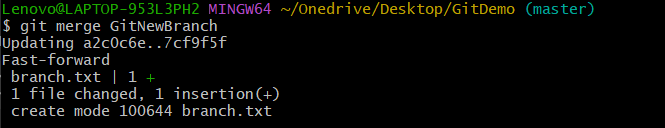 Lenovo@LAPTOP-953L3PH2 MINGW64 ~/Onedrive/Desktop/GitDemo (master)
$ git merge GitNewBranch
Updating a2c0c6e..7cf9f5f
Fast-forward
 branch.txt | 1 +
 1 file changed, 1 insertion(+)
 create mode 100644 branch.txt